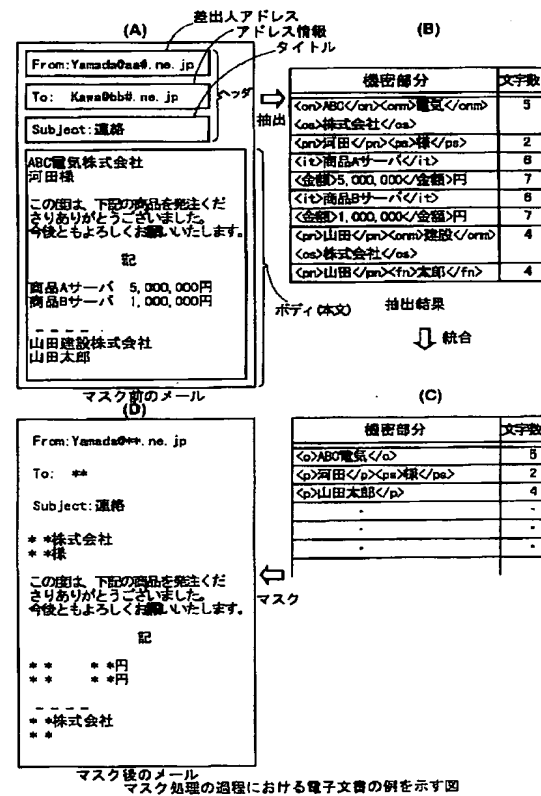 (A)
差出人アドレス
アドレス情報
タイトル
From:Yamada@aa#.ne.jp
To: Kawa@bb#.ne.jp
Subject:連絡
ヘッダ
ABC電気株式会社
河田様
この度は、下記の商品を発注くだ
さりありがとうございました。
今後ともよろしくお願いいたします。
記
商品Aサーバ 5,000,000円
商品Bサーバ 1,000,000円
－－－－
山田建設株式会社
山田太郎
ボディ(本文)
マスク前のメール
抽出
(B)
機密部分 文字数
<on>ABC</on><orm>電気</orm> 5
<os>株式会社</os>
<pn>河田</pn><ps>様</ps> 2
<it>商品Aサーバ</it> 6
<金額>5,000,000</金額>円 7
<it>商品Bサーバ</it> 6
<金額>1,000,000</金額>円 7
<pn>山田</pn><orm>建設</orm> 4
<os>株式会社</os>
<pn>山田</pn><fn>太郎</fn> 4
抽出結果
統合
(C)
機密部分 文字数
<o>ABC電気</o> 5
<p>河田</p><ps>様</ps> 2
<p>山田太郎</p> 4
マスク
(D)
From:Yamada@**.ne.jp
To: **
Subject:連絡
**株式会社
**様
この度は、下記の商品を発注くだ
さりありがとうございました。
今後ともよろしくお願いいたします。
記
** **円
** **円
－－－－
**株式会社
**
マスク後のメール
マスク処理の過程における電子文書の例を示す図